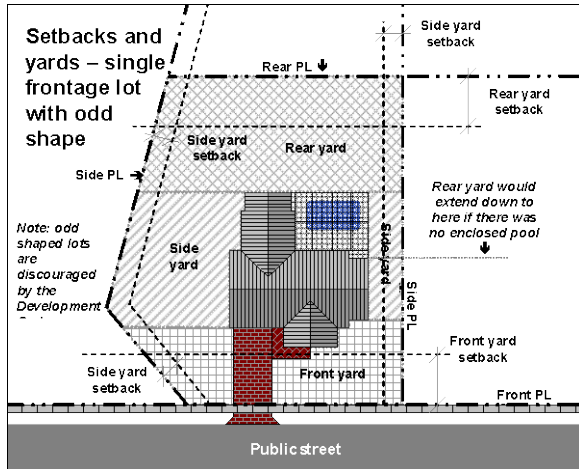 Setbacks and
yards – single
frontage lot
with odd
shape
Side yard
setback
Rear PL
Rear yard
setback
Side yard
setback
Rear yard
Side PL
Rear yard would
extend down to
here if there was
no enclosed pool
Note: odd
shaped lots
are
discouraged
by the
Development
Side
yard
Side yard
Side PL
Front yard
setback
Side yard
setback
Front yard
Front PL
Public street